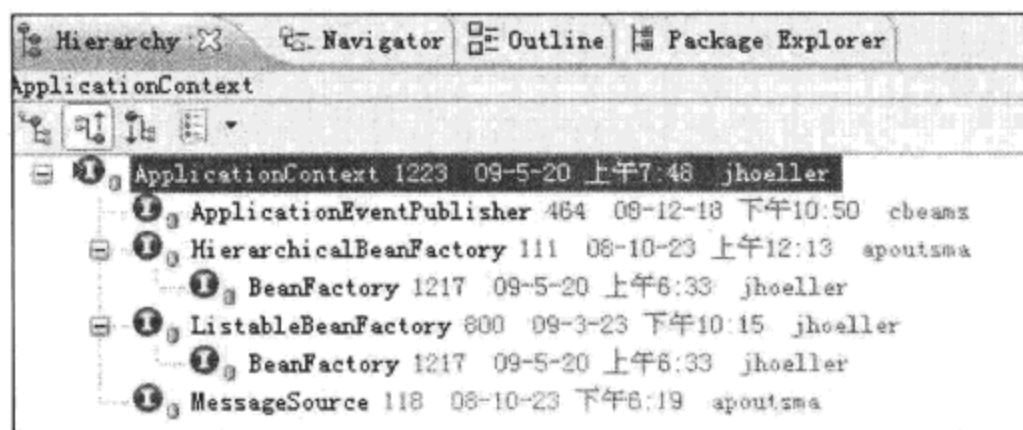 Hierarchy Navigator Outline Package Explorer
ApplicationContext
ApplicationContext 1223 09-5-20 上午7:48 jhoeller
ApplicationEventPublisher 464 08-12-18 下午10:50 cbeams
HierarchicalBeanFactory 111 08-10-23 上午12:13 apoutsma
BeanFactory 1217 09-5-20 上午6:33 jhoeller
ListableBeanFactory 800 09-3-23 下午10:15 jhoeller
BeanFactory 1217 09-5-20 上午6:33 jhoeller
MessageSource 118 08-10-23 下午6:19 apoutsma